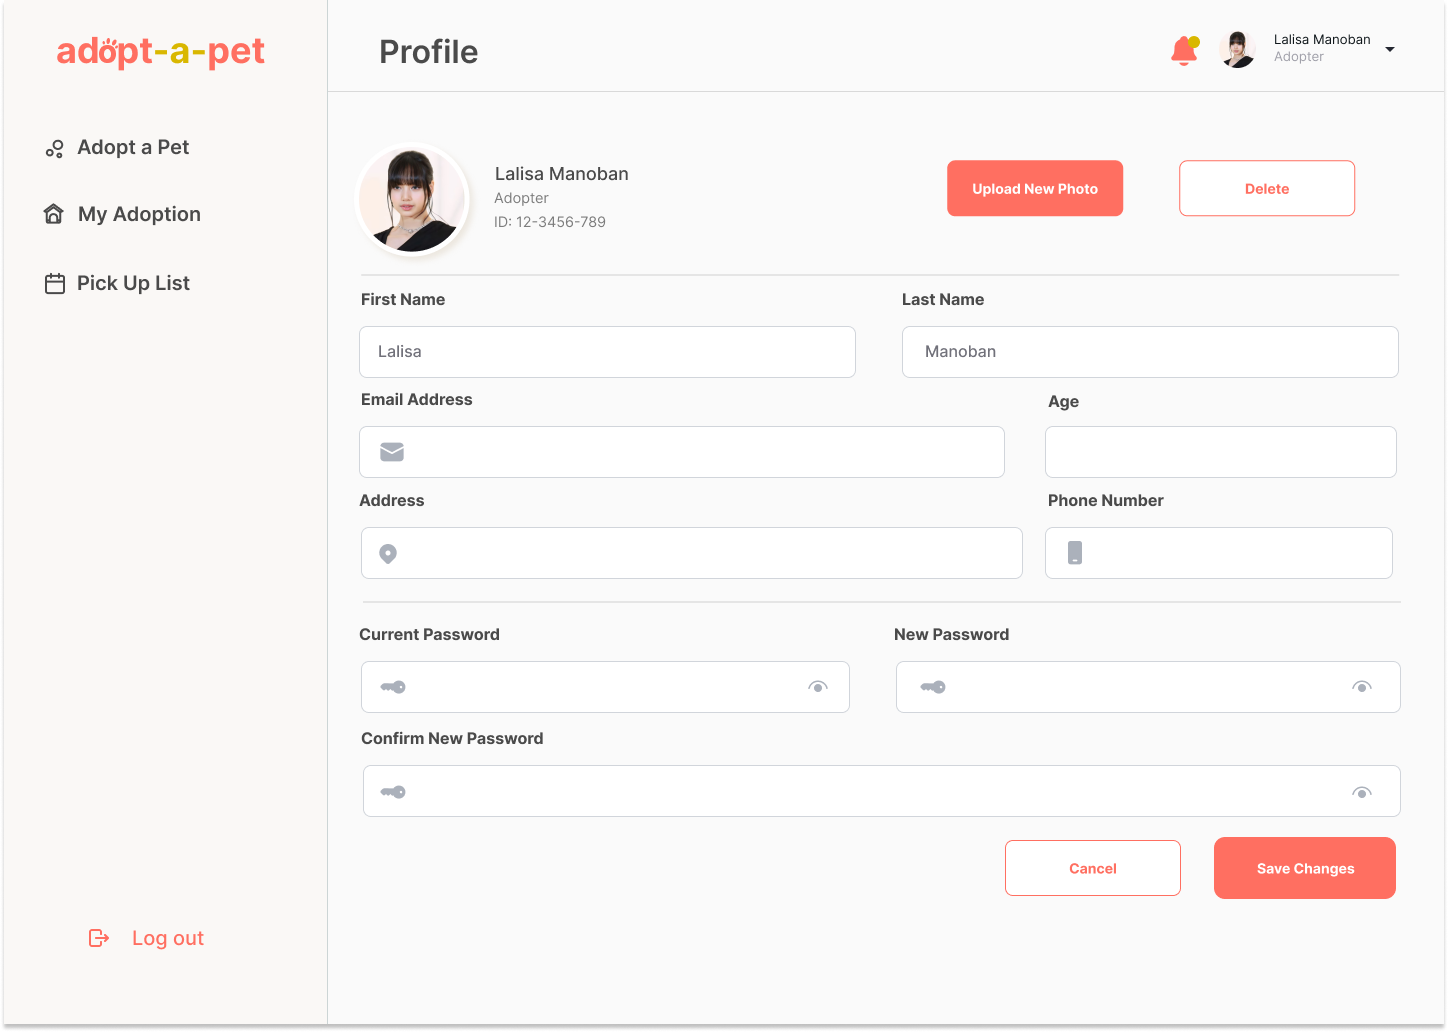 adopt-a-pet
Adopt a Pet
My Adoption
Pick Up List
Log out
Profile
Lalisa Manoban
Adopter
Lalisa Manoban
Adopter
ID: 12-3456-789
Upload New Photo
Delete
First Name
Last Name
Lalisa
Manoban
Email Address
Age
Address
Phone Number
Current Password
New Password
Confirm New Password
Cancel
Save Changes